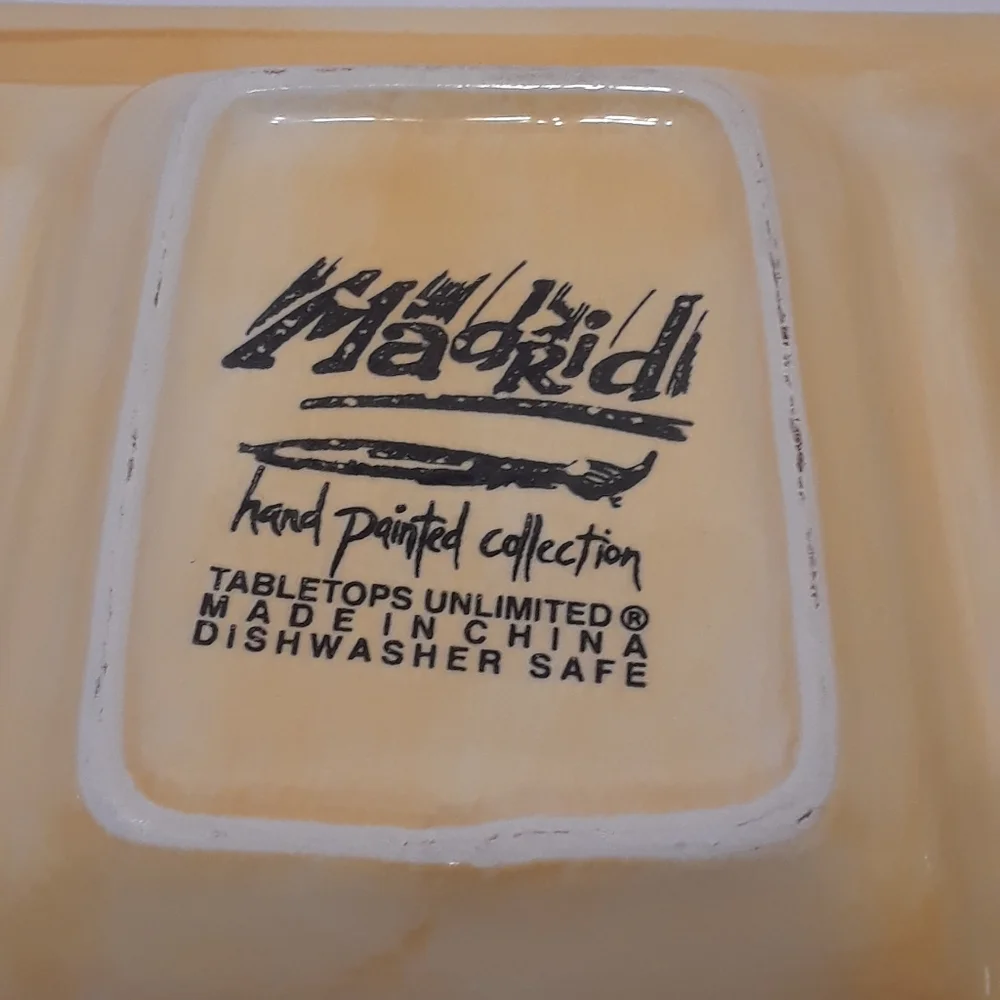 Madrid
hand painted collection
TABLETOPS UNLIMITED®
MADE IN CHINA
DISHWASHER SAFE